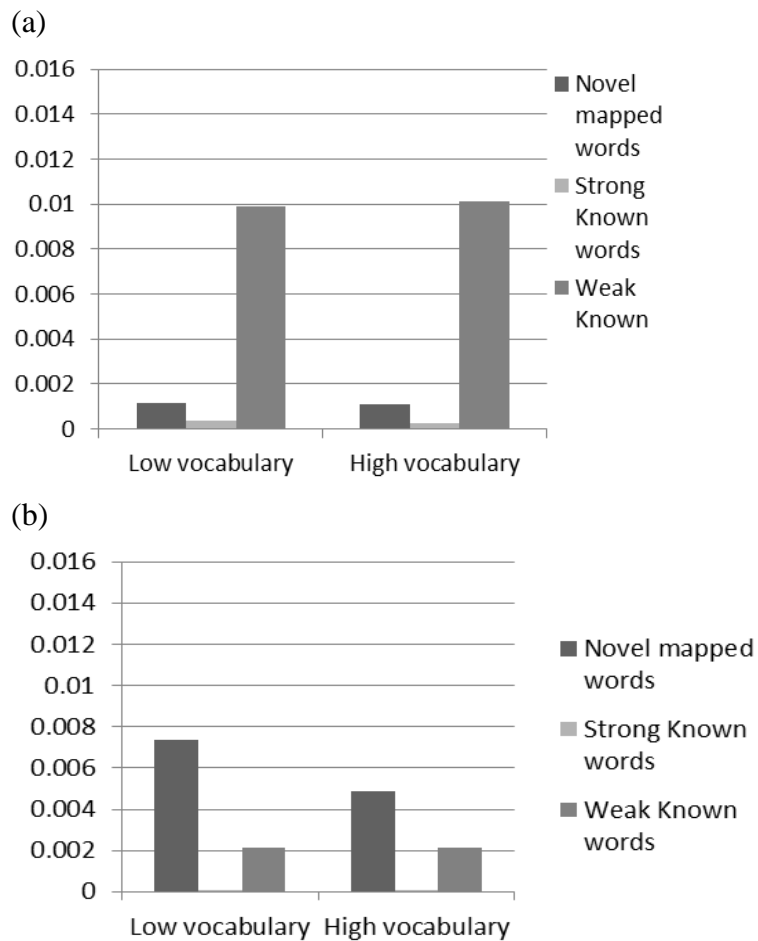 (a)
0.016
0.014
0.012
0.01
0.008
0.006
0.004
0.002
0
Low vocabulary
High vocabulary
Novel
mapped
words
Strong
Known
words
Weak
Known
(b)
0.016
0.014
0.012
0.01
0.008
0.006
0.004
0.002
0
Low vocabulary
High vocabulary
Novel mapped
words
Strong Known
words
Weak Known
words